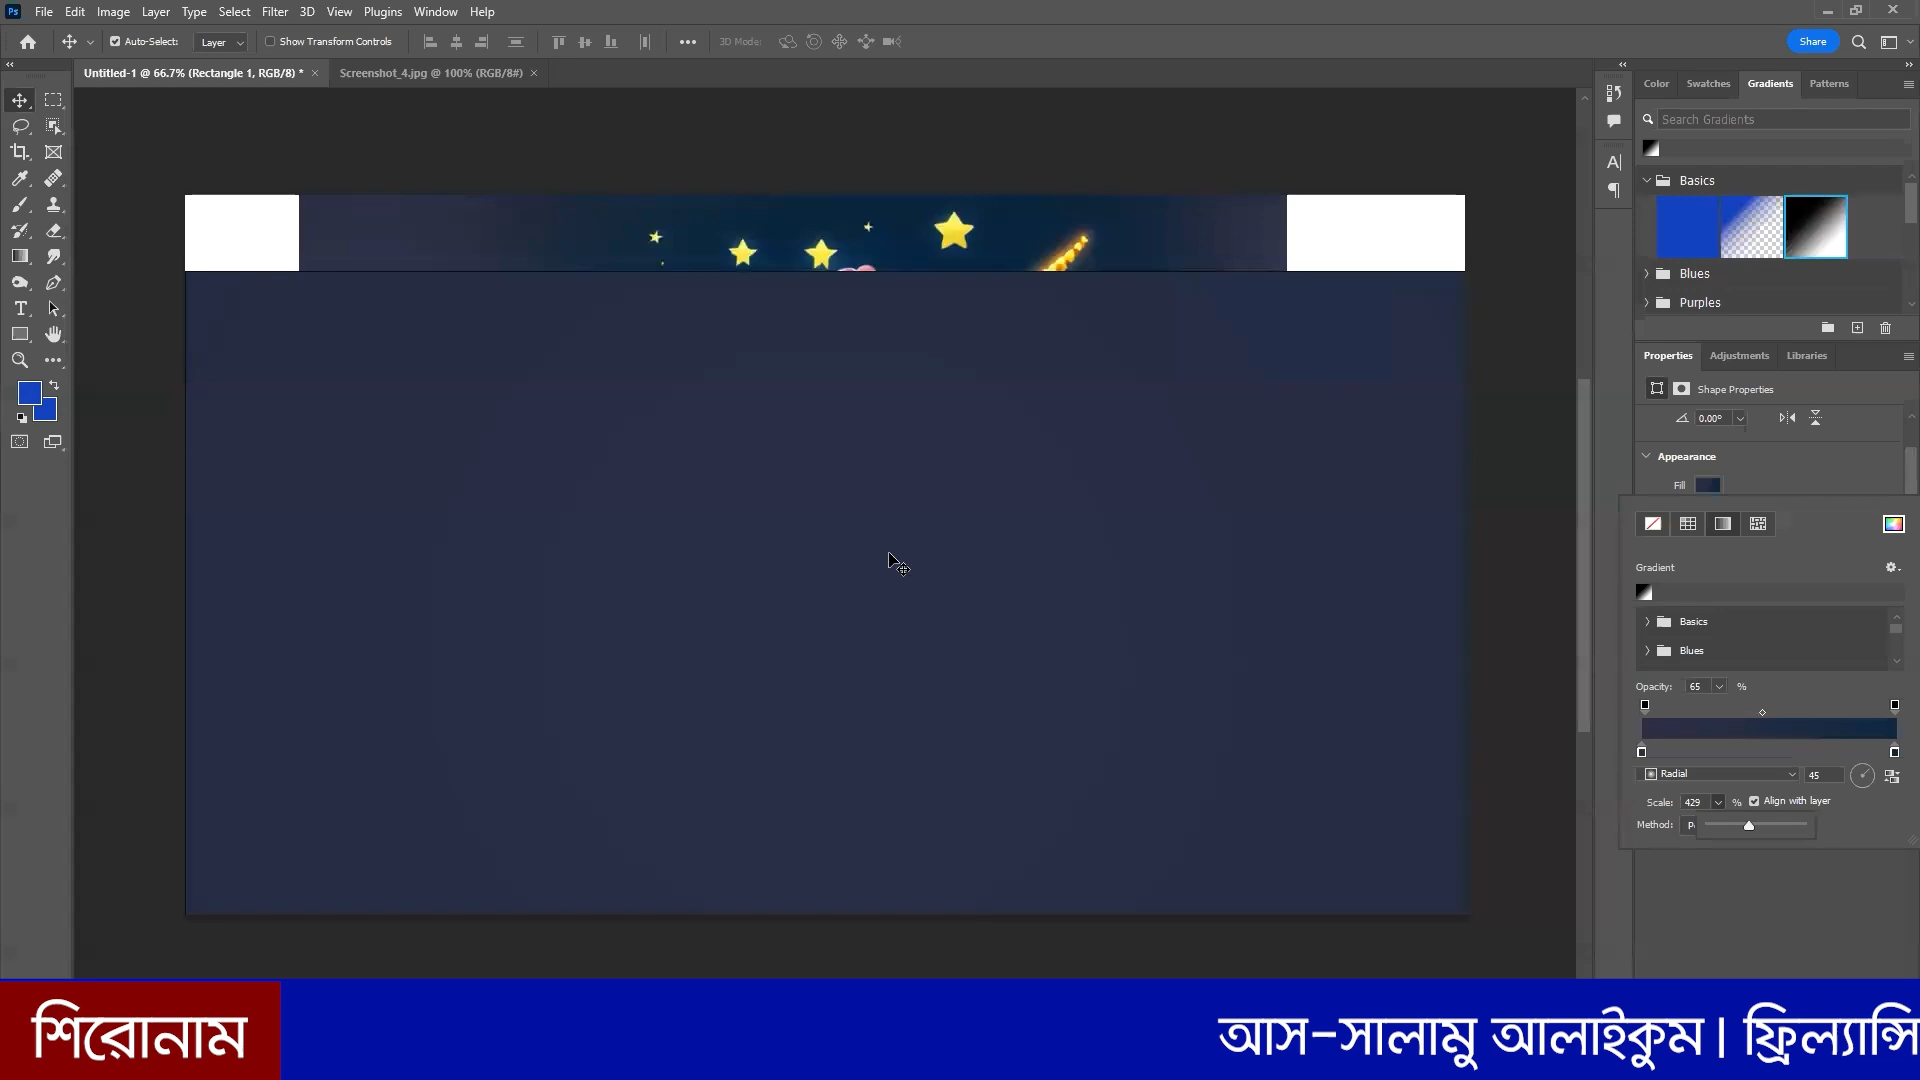 Ps File Edit Image Layer Type Select Filter 3D View Plugins Window Help
Auto-Select: Layer Show Transform Controls 3D Mode: Share
Untitled-1 @ 66.7% (Rectangle 1, RGB/8) * × Screenshot_4.jpg @ 100% (RGB/8#) ×
Color Swatches Gradients Patterns
Search Gradients
Basics
Blues
Purples
Properties Adjustments Libraries
Shape Properties
0.00°
Appearance
Fill
Gradient
Basics
Blues
Opacity: 65 %
Radial 45
Scale: 429 % Align with layer
Method:
শিরোনাম
আস-সালামু আলাইকুম। ফ্রিল্যান্সি